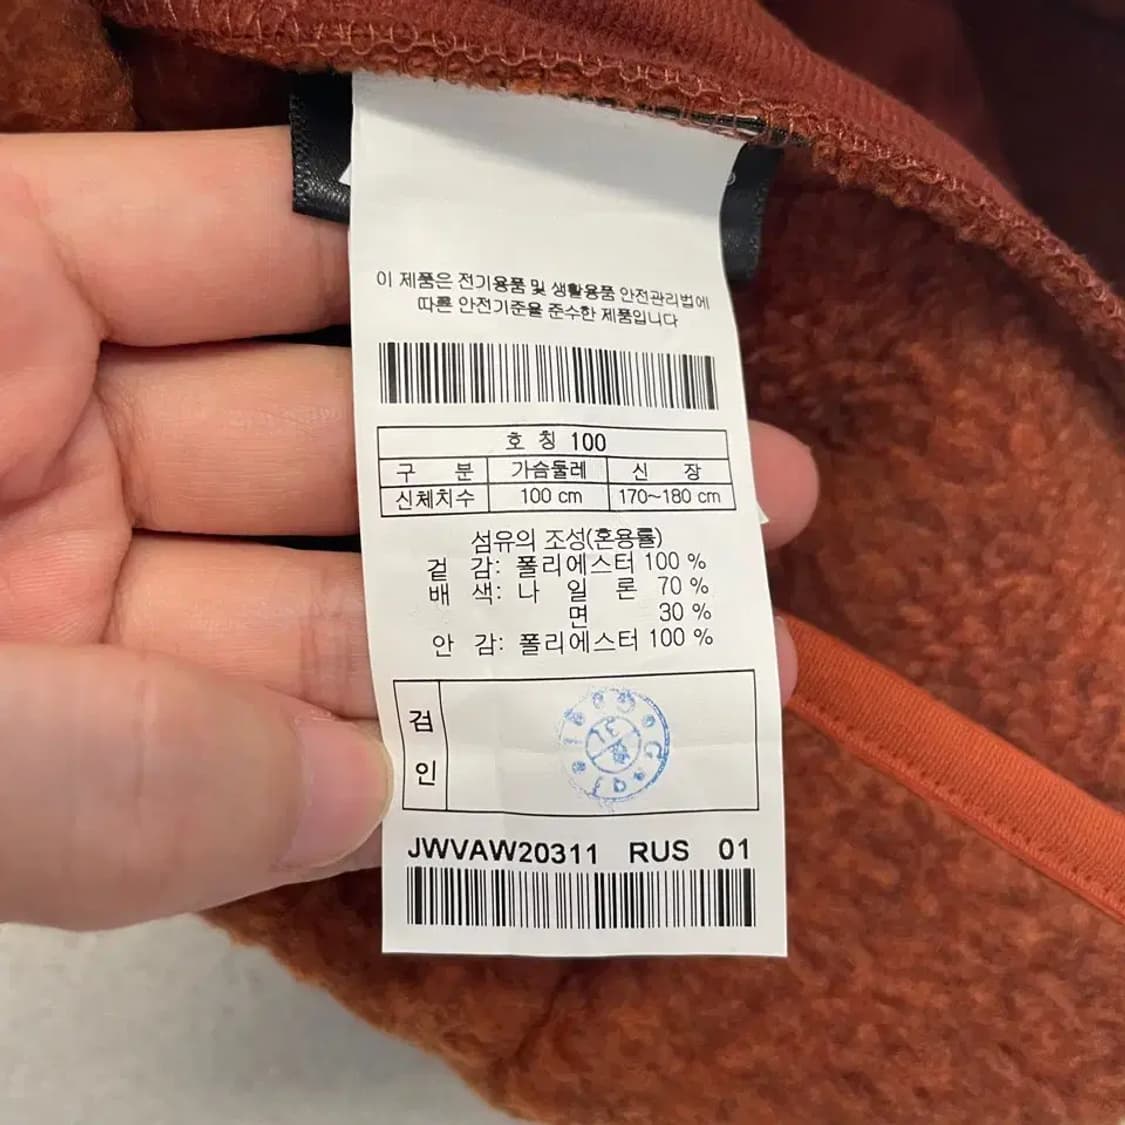 이 제품은 전기용품 및 생활용품 안전관리법에
따른 안전기준을 준수한 제품입니다
호 칭 100
구 분 가슴둘레 신 장
신체치수 100 cm 170~180 cm
섬유의 조성(혼용률)
겉 감: 폴리에스터 100 %
배 색: 나 일 론 70 %
면 30 %
안 감: 폴리에스터 100 %
검
인
JWVAW20311 RUS 01